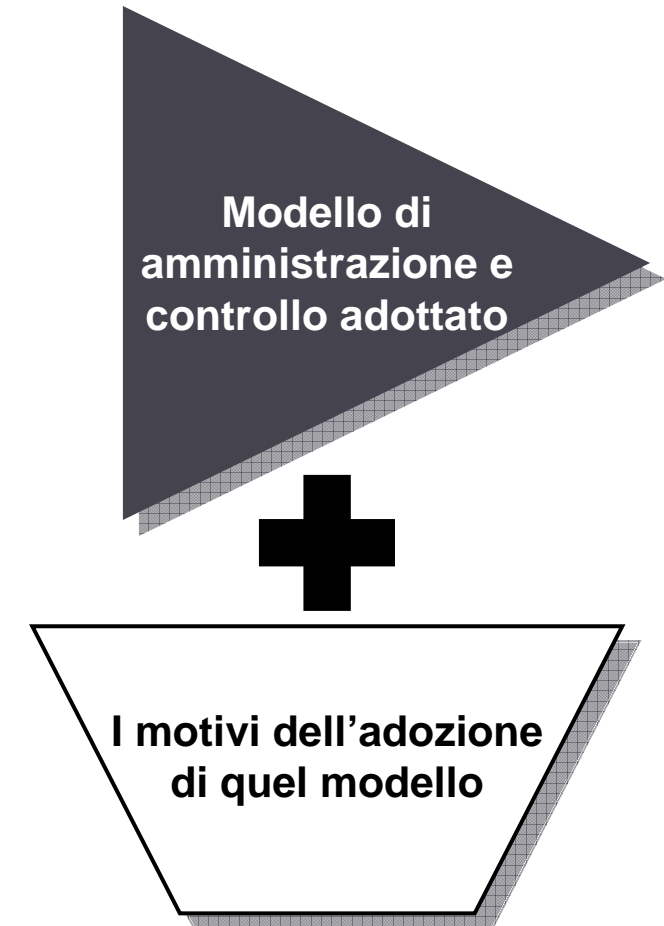 Modello di
amministrazione e
controllo adottato
I motivi dell’adozione
di quel modello